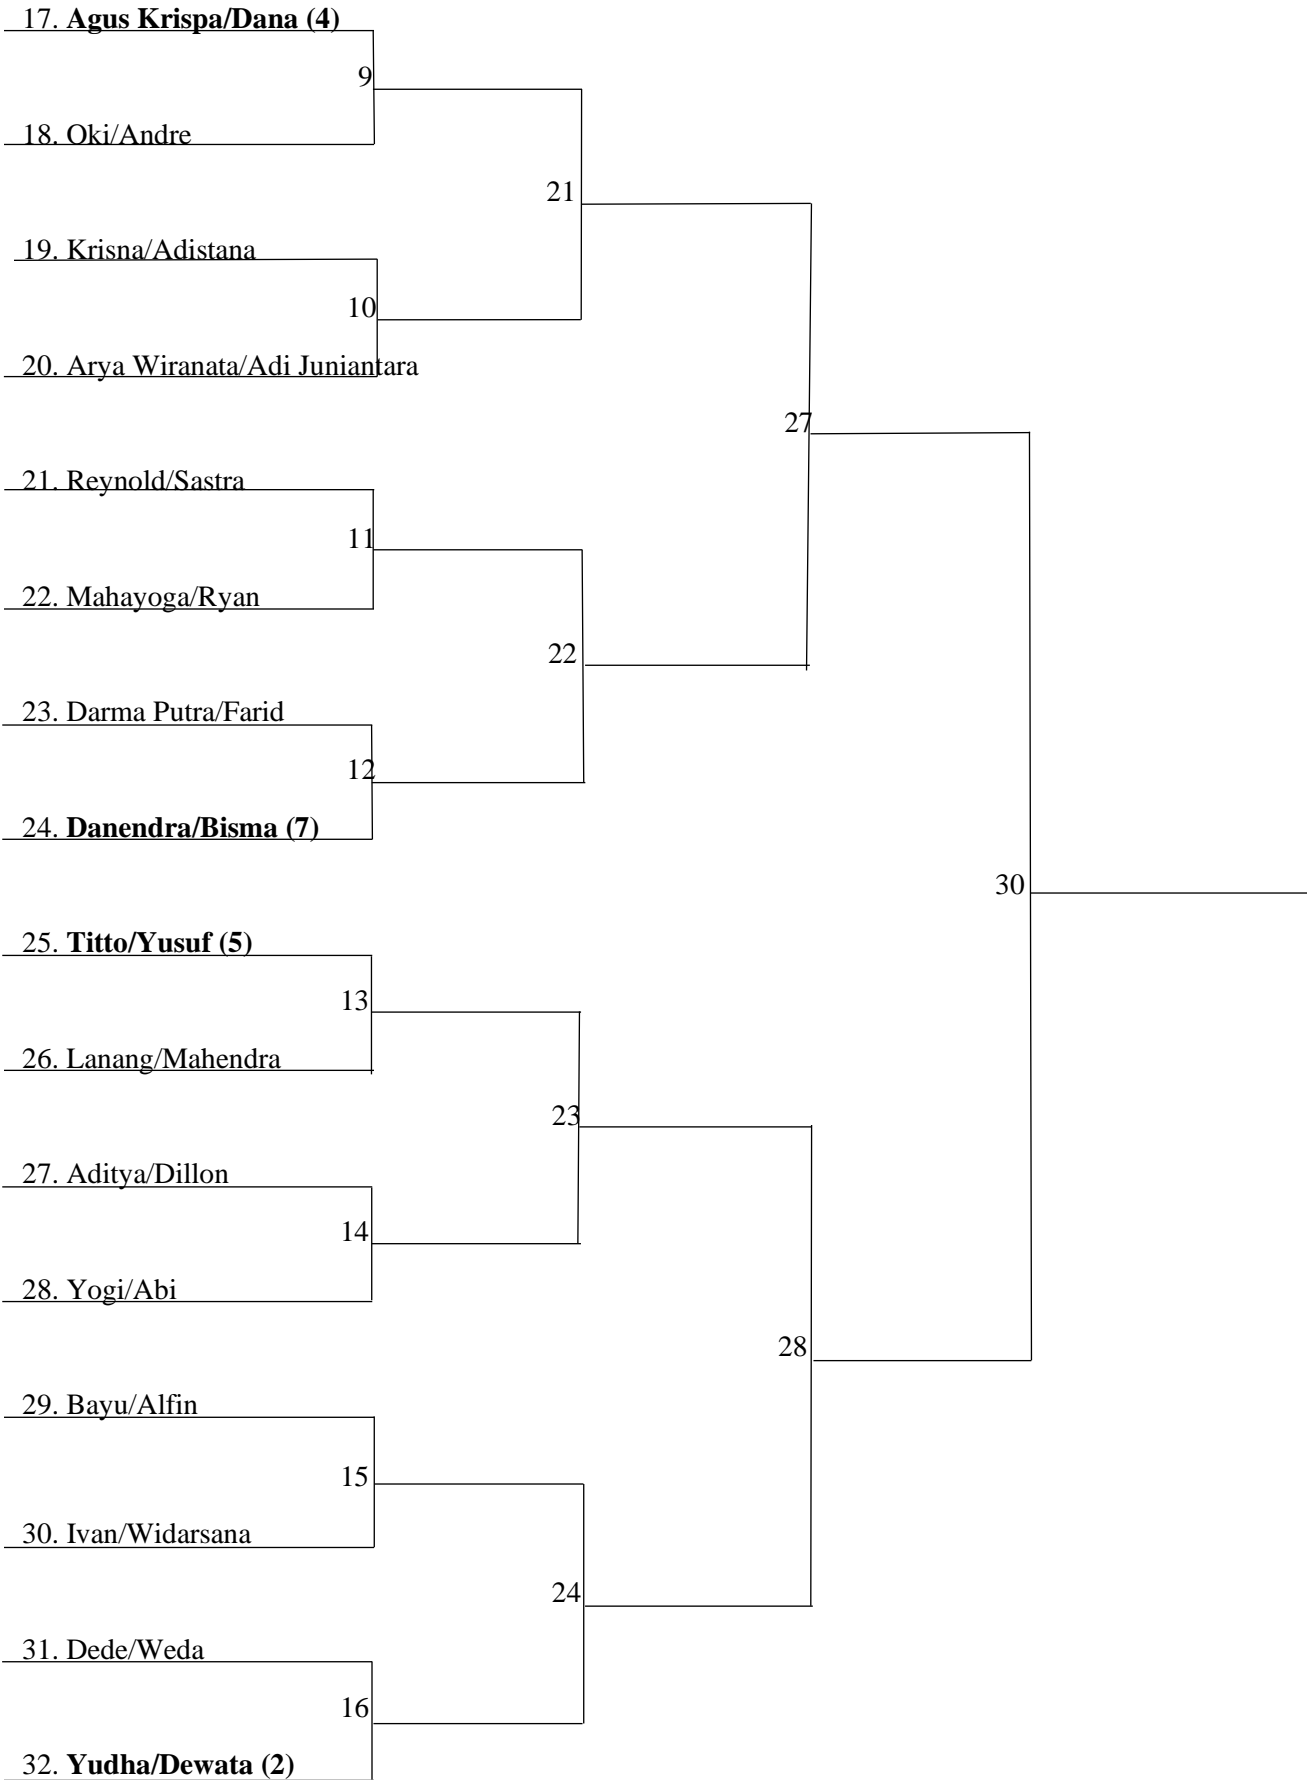 17. Agus Krispa/Dana (4)
9
18. Oki/Andre
21
19. Krisna/Adistana
10
20. Arya Wiranata/Adi Juniantara
27
21. Reynold/Sastra
11
22. Mahayoga/Ryan
22
23. Darma Putra/Farid
12
24. Danendra/Bisma (7)
30
25. Titto/Yusuf (5)
13
26. Lanang/Mahendra
23
27. Aditya/Dillon
14
28. Yogi/Abi
28
29. Bayu/Alfin
15
30. Ivan/Widarsana
24
31. Dede/Weda
16
32. Yudha/Dewata (2)